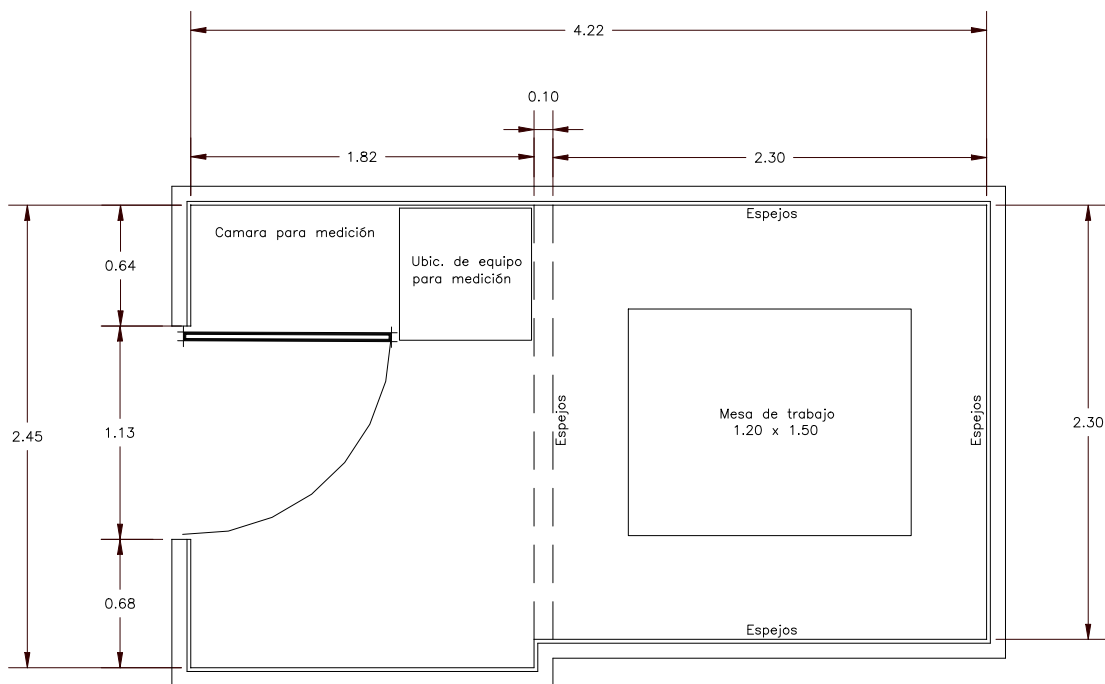 4.22
0.10
1.82
2.30
Espejos
Camara para medición
Ubic. de equipo
para medición
0.64
Mesa de trabajo
1.20 x 1.50
Espejos
Espejos
2.45
1.13
2.30
0.68
Espejos